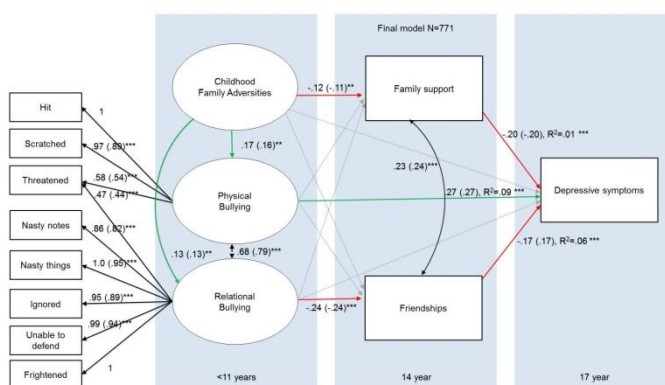 Final model N=771
Childhood
Family Adversities
-.12 (-.11)**
Family support
Hit
1
Scratched
.97 (.89)***
.17 (.16)**
-.20 (-.20), R²=.01 ***
Threatened
.58 (.54)***
.47 (.44)***
.23 (.24)***
Physical
Bullying
.27 (.27), R²=.09 ***
Depressive symptoms
Nasty notes
.86 (.82)***
.13 (.13)**
.68 (.79)***
-.17 (.17), R²=.06 ***
Nasty things
1.0 (.95)***
Ignored
.95 (.89)***
Relational
Bullying
-.24 (-.24)***
Friendships
Unable to
defend
.99 (.94)***
Frightened
1
<11 years
14 year
17 year